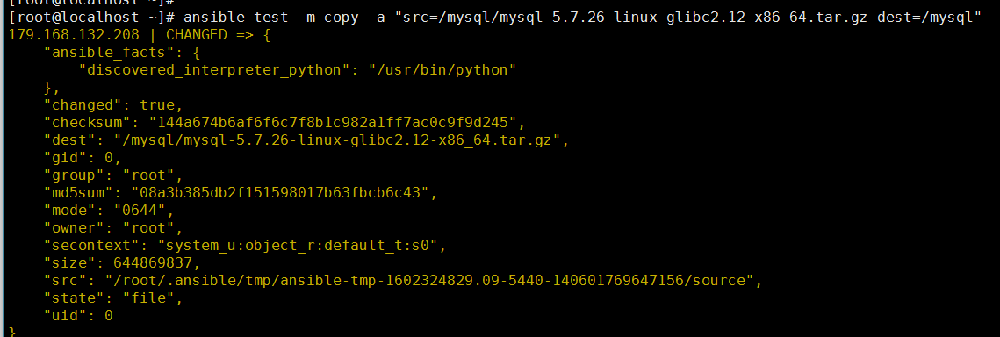 [root@localhost ~]#
[root@localhost ~]# ansible test -m copy -a "src=/mysql/mysql-5.7.26-linux-glibc2.12-x86_64.tar.gz dest=/mysql"
179.168.132.208 | CHANGED => {
    "ansible_facts": {
        "discovered_interpreter_python": "/usr/bin/python"
    },
    "changed": true,
    "checksum": "144a674b6af6f6c7f8b1c982a1ff7ac0c9f9d245",
    "dest": "/mysql/mysql-5.7.26-linux-glibc2.12-x86_64.tar.gz",
    "gid": 0,
    "group": "root",
    "md5sum": "08a3b385db2f151598017b63fbcb6c43",
    "mode": "0644",
    "owner": "root",
    "secontext": "system_u:object_r:default_t:s0",
    "size": 644869837,
    "src": "/root/.ansible/tmp/ansible-tmp-1602324829.09-5440-140601769647156/source",
    "state": "file",
    "uid": 0
}